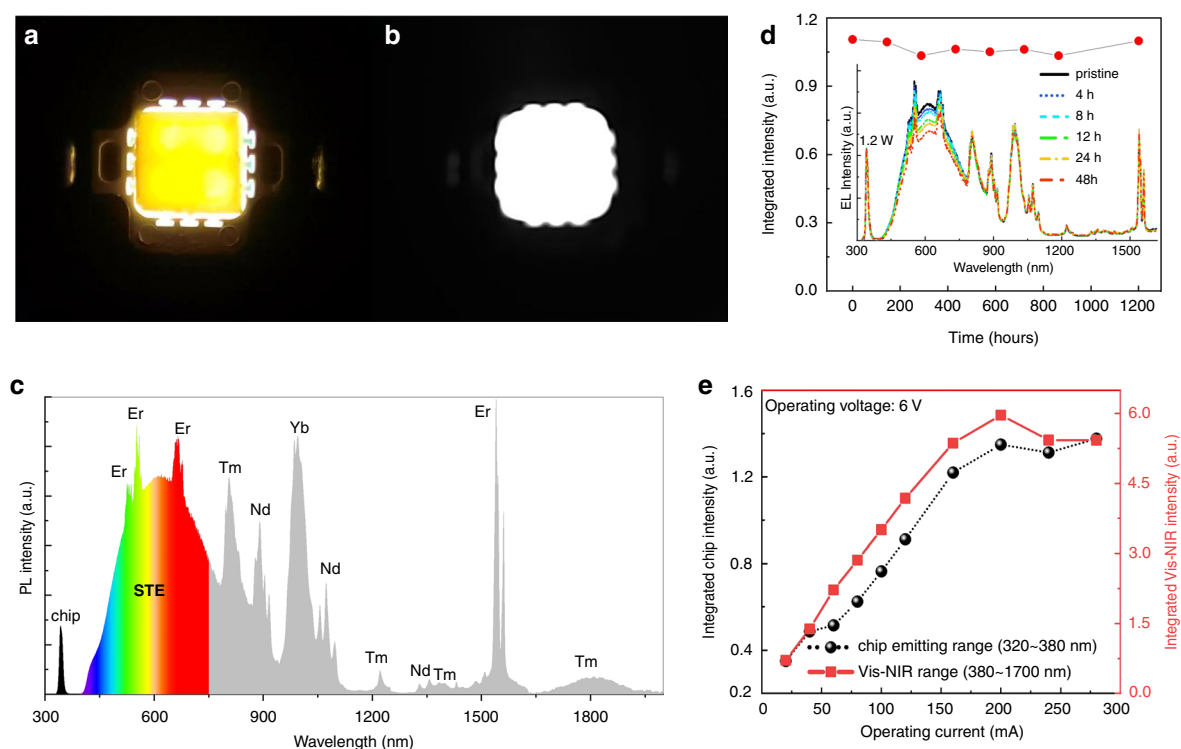 a
b
d
1.2
0.9
0.6
0.3
0.0
Integrated intensity (a.u.)
0
200
400
600
800
1000
1200
Time (hours)
EL Intensity (a.u.)
1.2 W
pristine
4 h
8 h
12 h
24 h
48h
300
600
900
1200
1500
Wavelength (nm)
c
PL intensity (a.u.)
chip
STE
Er
Er
Er
Tm
Nd
Yb
Nd
Tm
Nd
Tm
Er
Tm
300
600
900
1200
1500
1800
Wavelength (nm)
e
1.6
1.2
0.8
0.4
0.2
Integrated chip intensity (a.u.)
Operating voltage: 6 V
chip emitting range (320~380 nm)
Vis-NIR range (380~1700 nm)
6.0
4.5
3.0
1.5
0.0
Integrated Vis-NIR intensity (a.u.)
0
50
100
150
200
250
300
Operating current (mA)